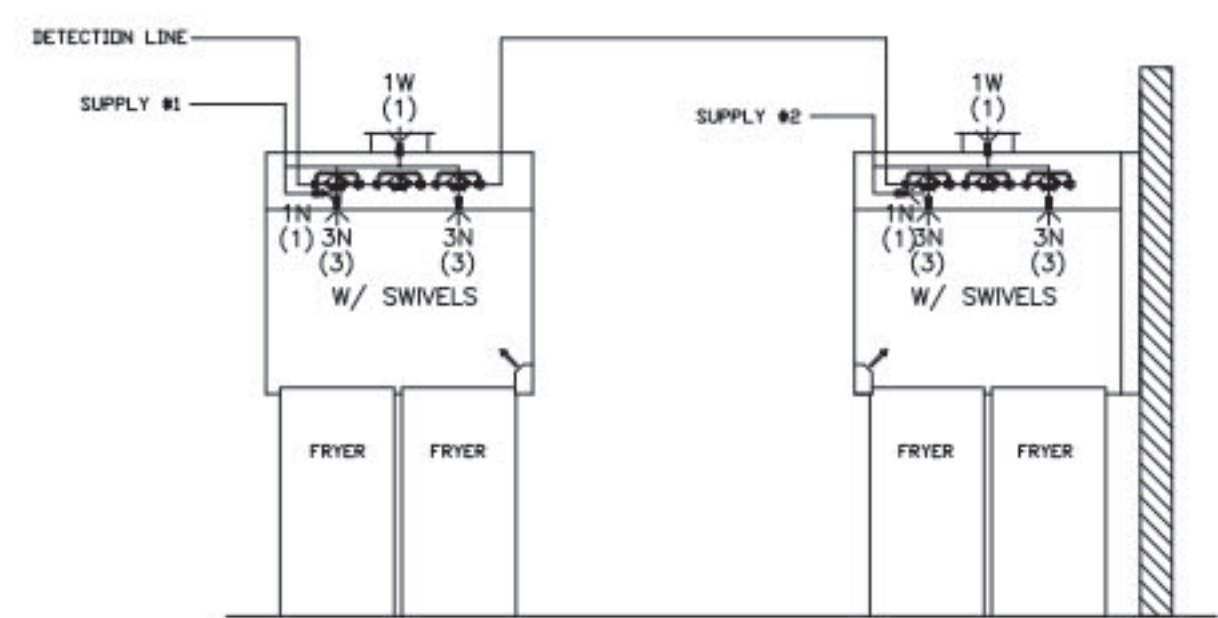 DETECTION LINE
1W
(1)
1W
(1)
SUPPLY #1
SUPPLY #2
1N
(1)
3N
(3)
3N
(3)
W/ SWIVELS
1N
(1)
3N
(3)
3N
(3)
W/ SWIVELS
FRYER
FRYER
FRYER
FRYER